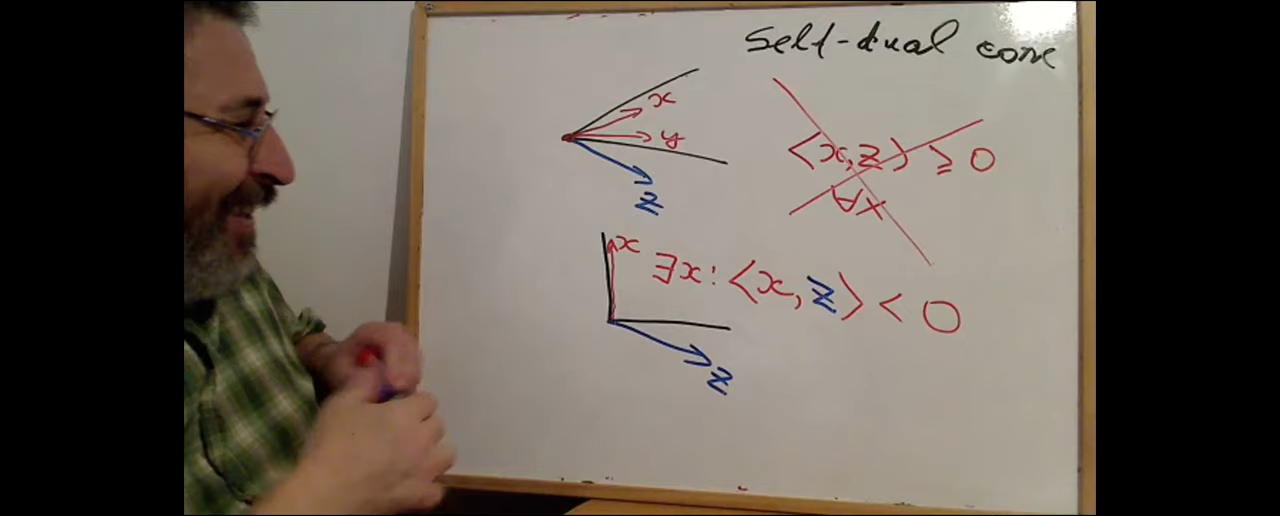 Self-dual cone
x
y
z
⟨x, z⟩ ≥ 0
∀x
x
∃x: ⟨x, z⟩ < 0
z